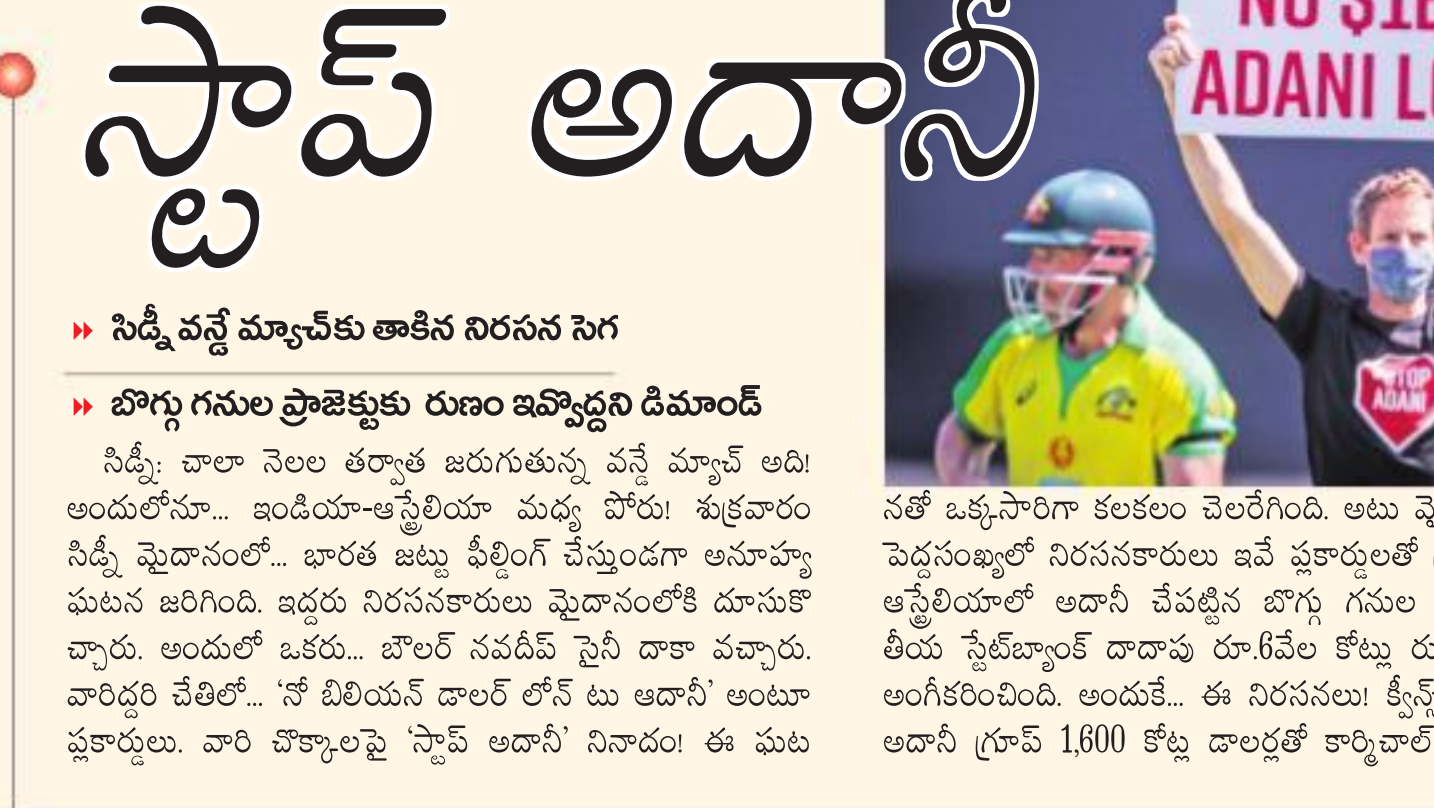 స్టాప్ అదానీ
ADANI
STOP
ADANI
సిడ్నీ వన్డే మ్యాచ్‌కు తాకిన నిరసన సెగ
బొగ్గు గనుల ప్రాజెక్టుకు రుణం ఇవ్వొద్దని డిమాండ్
సిడ్నీ: చాలా నెలల తర్వాత జరుగుతున్న వన్డే మ్యాచ్ అది!
అందులోనూ... ఇండియా-ఆస్ట్రేలియా మధ్య పోరు! శుక్రవారం
సిడ్నీ మైదానంలో... భారత జట్టు ఫీల్డింగ్ చేస్తుండగా అనూహ్య
ఘటన జరిగింది. ఇద్దరు నిరసనకారులు మైదానంలోకి దూసుకొ
చ్చారు. అందులో ఒకరు... బౌలర్ నవదీప్ సైనీ దాకా వచ్చారు.
వారిద్దరి చేతిలో... ‘నో బిలియన్ డాలర్ లోన్ టు ఆదానీ’ అంటూ
ప్లకార్డులు. వారి చొక్కాలపై ‘స్టాప్ అదానీ’ నినాదం! ఈ ఘట
నతో ఒక్కసారిగా కలకలం చెలరేగింది. అటు
పెద్దసంఖ్యలో నిరసనకారులు ఇవే ప్లకార్డులతో
ఆస్ట్రేలియాలో అదానీ చేపట్టిన బొగ్గు గనుల
తీయ స్టేట్‌బ్యాంక్ దాదాపు రూ.6వేల కోట్లు
అంగీకరించింది. అందుకే... ఈ నిరసనలు!
అదానీ గ్రూప్ 1,600 కోట్ల డాలర్లతో కార్మిచాల్